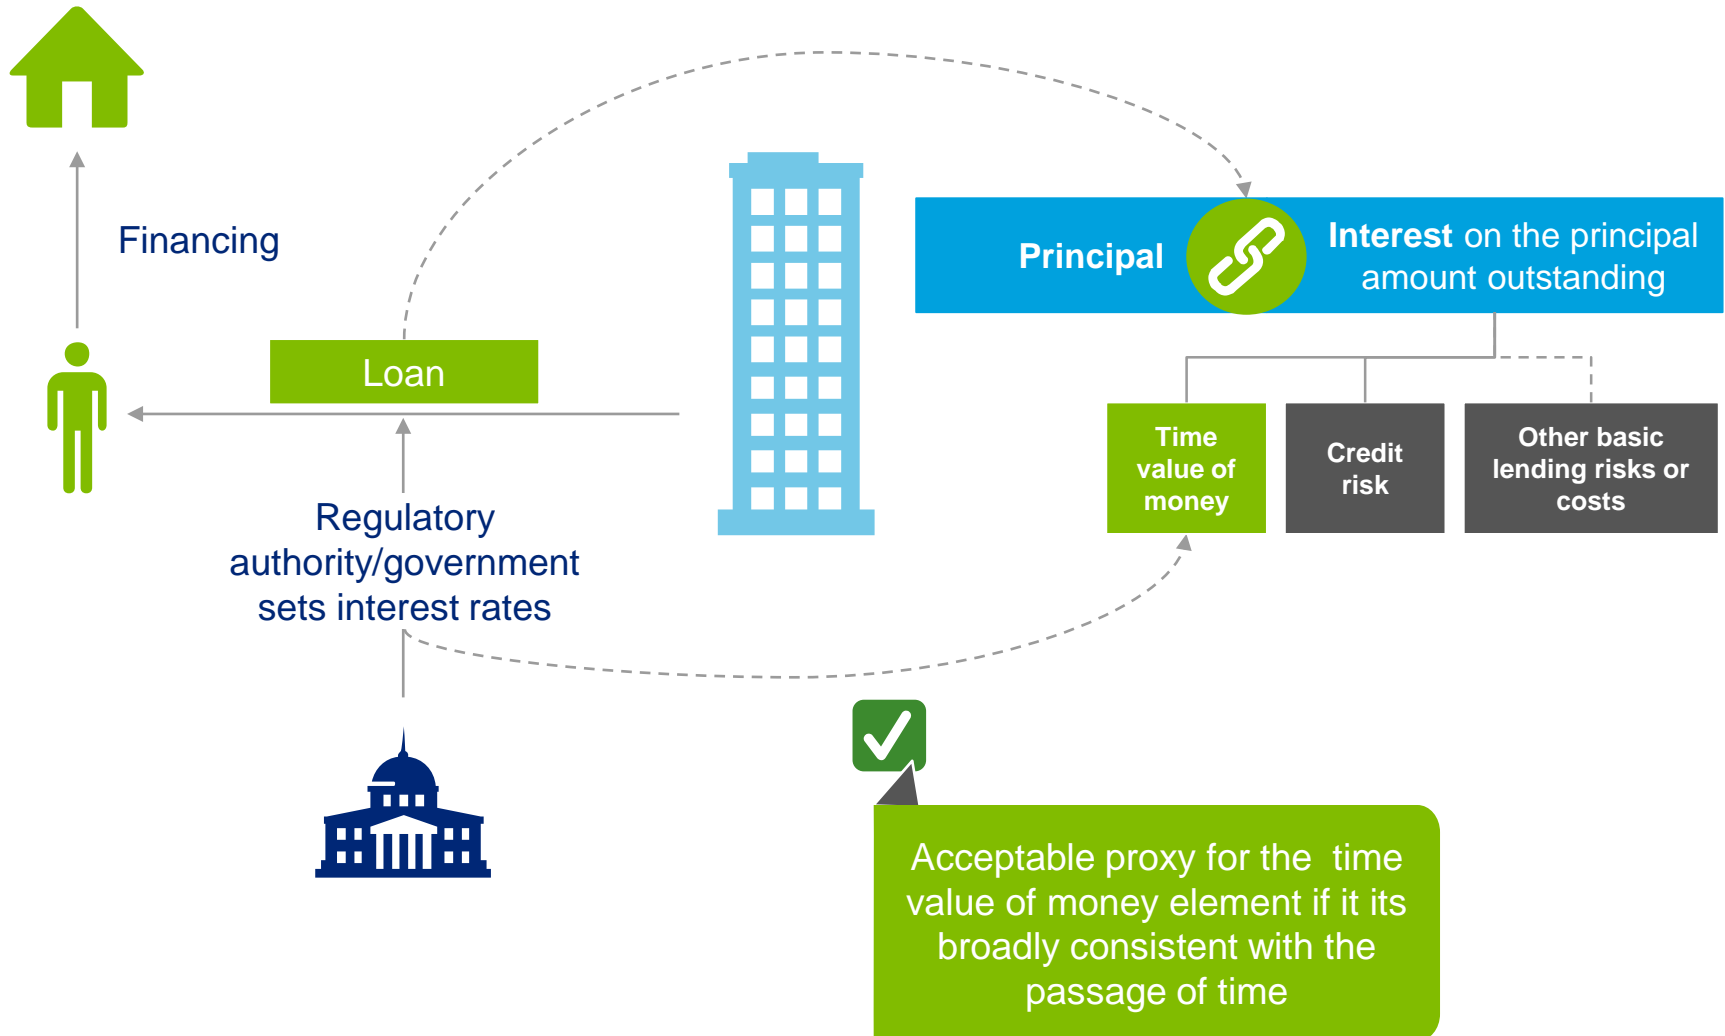 Financing
Loan
Regulatory
authority/government
sets interest rates
Principal
Interest on the principal
amount outstanding
Time
value of
money
Credit
risk
Other basic
lending risks or
costs
Acceptable proxy for the  time
value of money element if it its
broadly consistent with the
passage of time